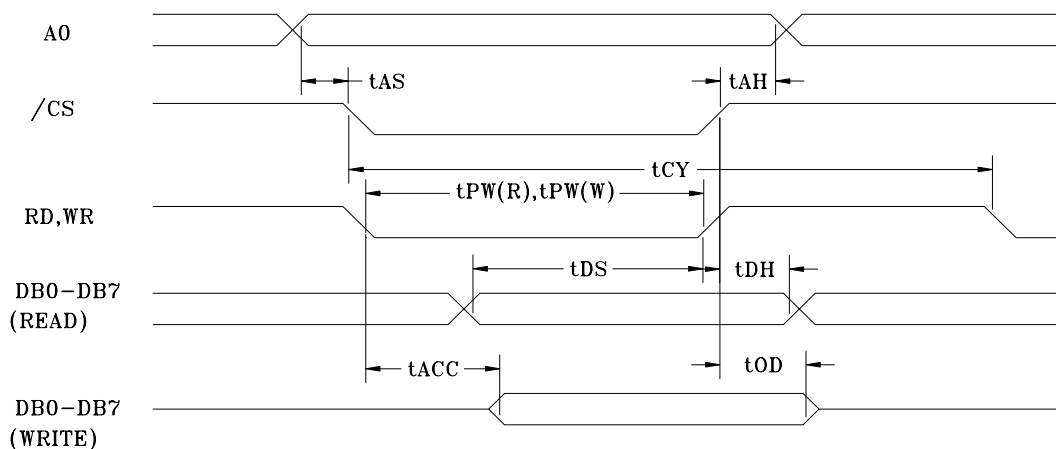 A0
tAS
tAH
/CS
tCY
tPW(R),tPW(W)
RD,WR
tDS
tDH
DB0-DB7
(READ)
tACC
tOD
DB0-DB7
(WRITE)